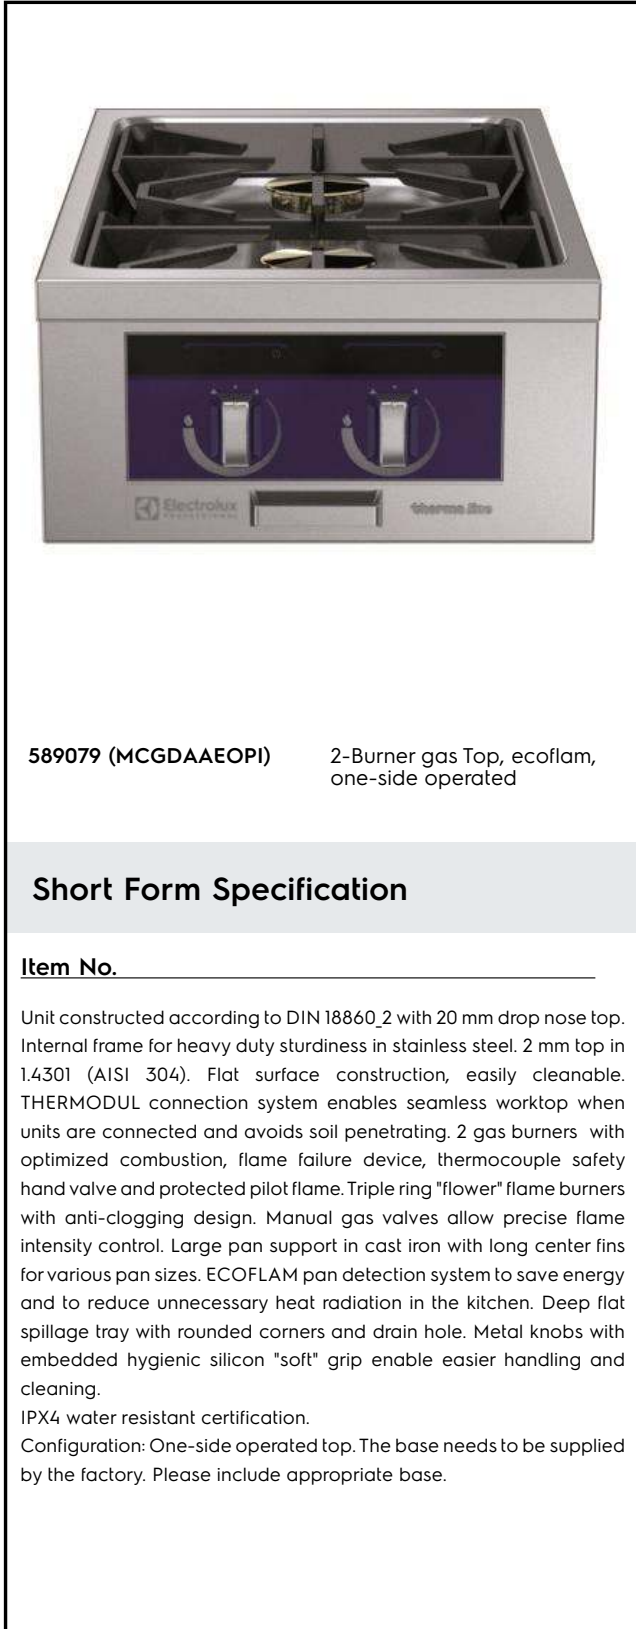 Electrolux
PROFESSIONAL
thermaline
589079 (MCGDAAEOPI)
2-Burner gas Top, ecoflam,
one-side operated
Short Form Specification
Item No.
Unit constructed according to DIN 18860_2 with 20 mm drop nose top.
Internal frame for heavy duty sturdiness in stainless steel. 2 mm top in
1.4301 (AISI 304). Flat surface construction, easily cleanable.
THERMODUL connection system enables seamless worktop when
units are connected and avoids soil penetrating. 2 gas burners with
optimized combustion, flame failure device, thermocouple safety
hand valve and protected pilot flame. Triple ring "flower" flame burners
with anti-clogging design. Manual gas valves allow precise flame
intensity control. Large pan support in cast iron with long center fins
for various pan sizes. ECOFLAM pan detection system to save energy
and to reduce unnecessary heat radiation in the kitchen. Deep flat
spillage tray with rounded corners and drain hole. Metal knobs with
embedded hygienic silicon "soft" grip enable easier handling and
cleaning.
IPX4 water resistant certification.
Configuration: One-side operated top. The base needs to be supplied
by the factory. Please include appropriate base.